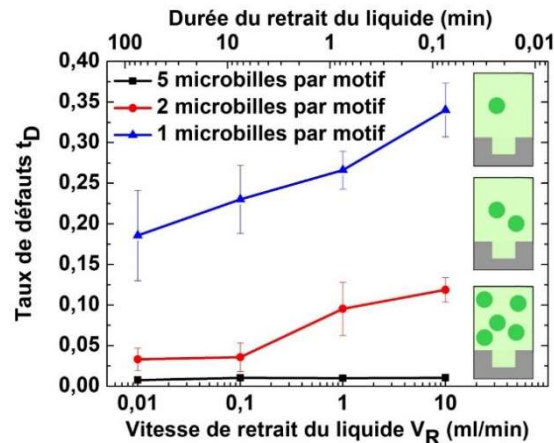 Durée du retrait du liquide (min)
100 10 1 0,1 0,01
0,40
0,35
0,30
0,25
0,20
0,15
0,10
0,05
0,00
Taux de défauts t_D
5 microbilles par motif
2 microbilles par motif
1 microbilles par motif
0,01 0,1 1 10
Vitesse de retrait du liquide V_R (ml/min)